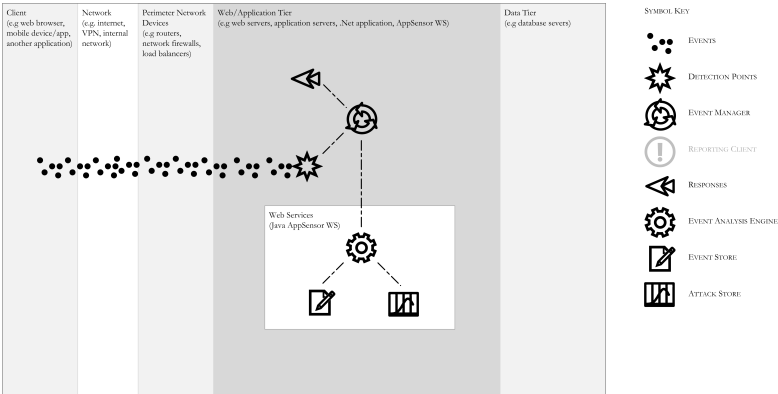 Client
(e.g web browser,
mobile device/app,
another application)
Network
(e.g. internet,
VPN, internal
network)
Perimeter Network
Devices
(e.g routers,
network firewalls,
load balancers)
Web/Application Tier
(e.g web servers, application servers, .Net application, AppSensor WS)
Data Tier
(e.g database severs)
Web Services
(Java AppSensor WS)
SYMBOL KEY
EVENTS
DETECTION POINTS
EVENT MANAGER
REPORTING CLIENT
RESPONSES
EVENT ANALYSIS ENGINE
EVENT STORE
ATTACK STORE